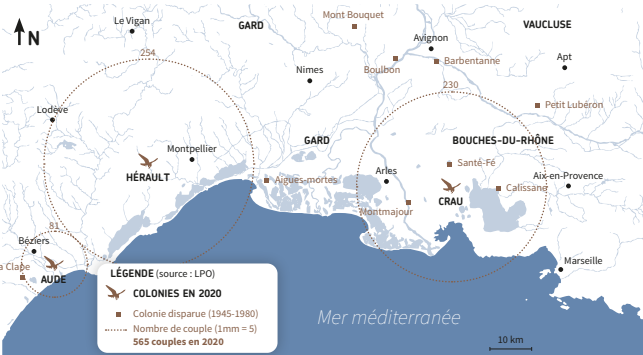 Mont Bouquet
Le Vigan
GARD
VAUCLUSE
N
Avignon
254
Barbentanne
Apt
Boulbon
Nimes
230
Petit Lubéron
Lodève
GARD
BOUCHES-DU-RHÔNE
Montpellier
Santé-Fé
HÉRAULT
Arles
Aix-en-Provence
Aigues-mortes
Calissane
CRAU
Montmajour
81
Béziers
a Clape
AUDE
Marseille
LÉGENDE (source : LPO)
COLONIES EN 2020
Colonie disparue (1945-1980)
Nombre de couple (1mm = 5)
565 couples en 2020
Mer méditerranée
10 km